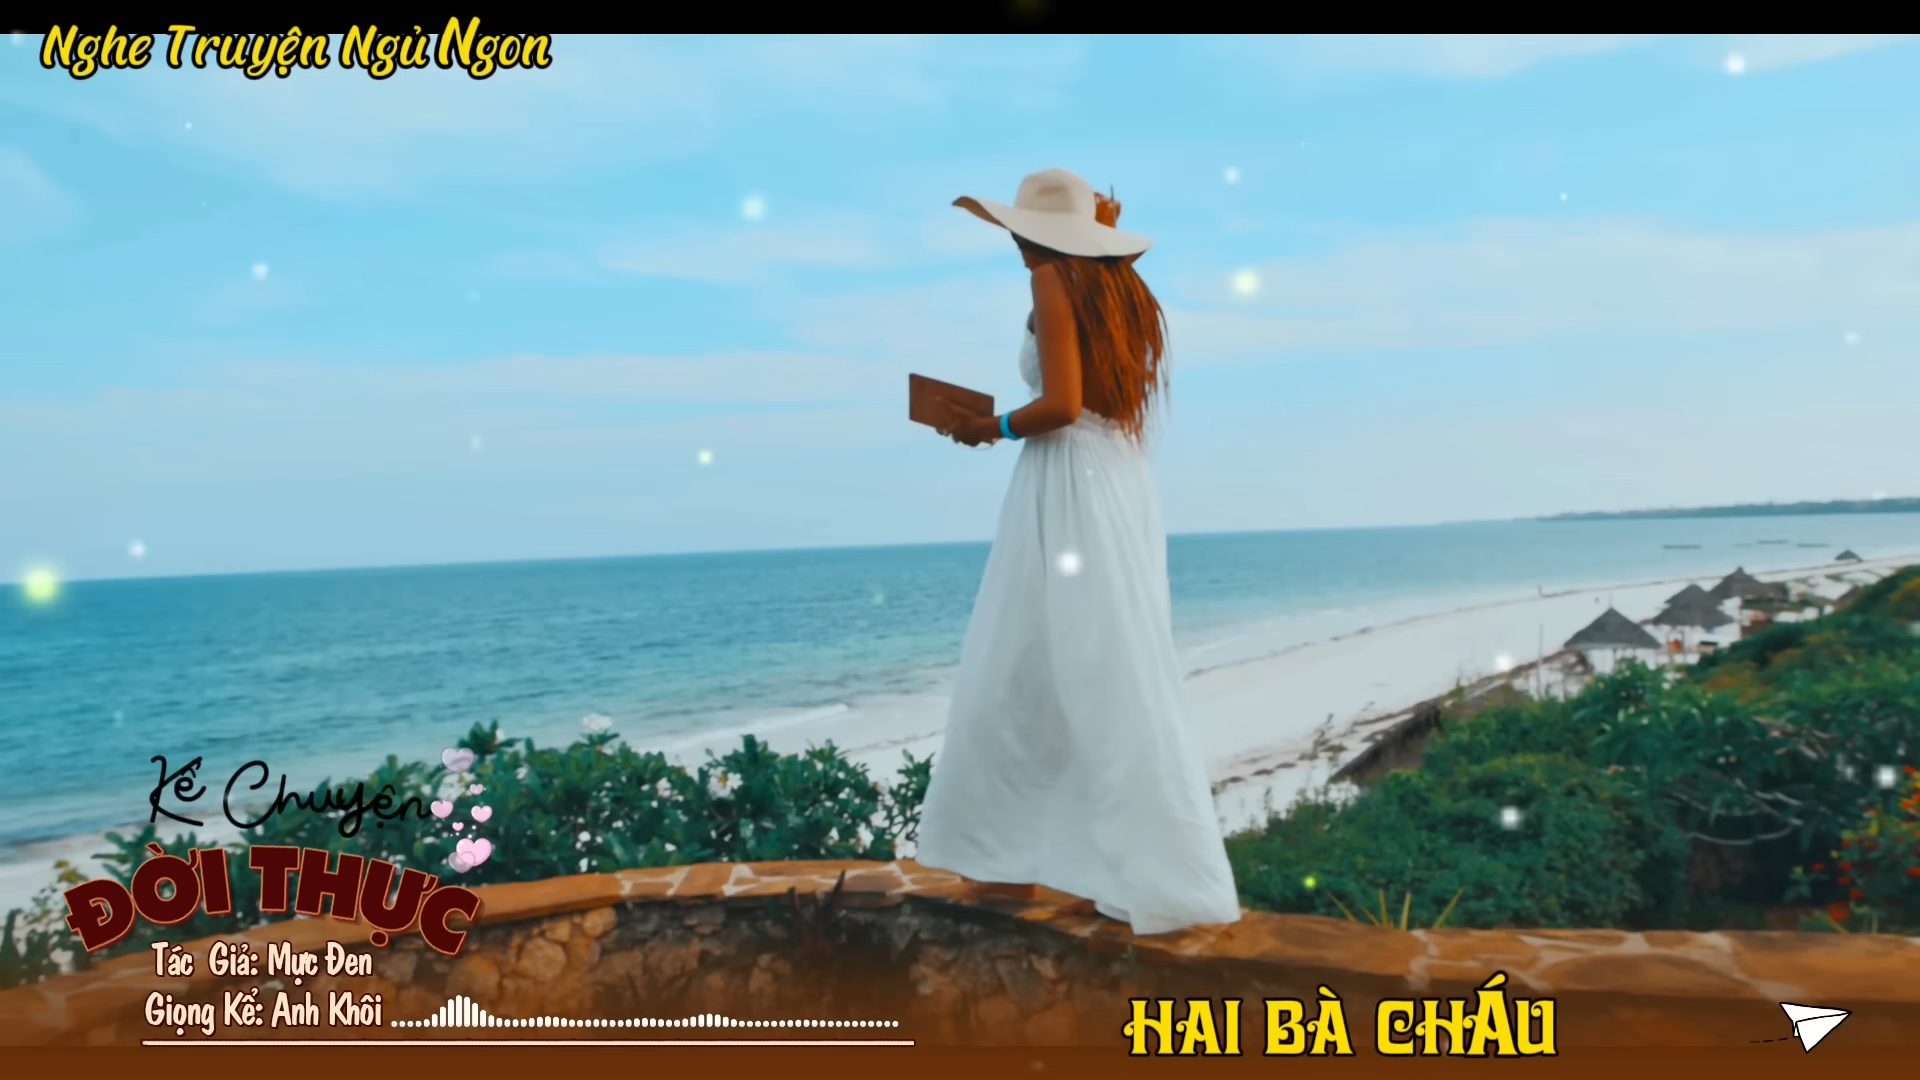 Nghe Truyện Ngủ Ngon
Kể Chuyện
ĐỜI THỰC
Tác Giả: Mực Đen
Giọng Kể: Anh Khôi
HAI BÀ CHÁU